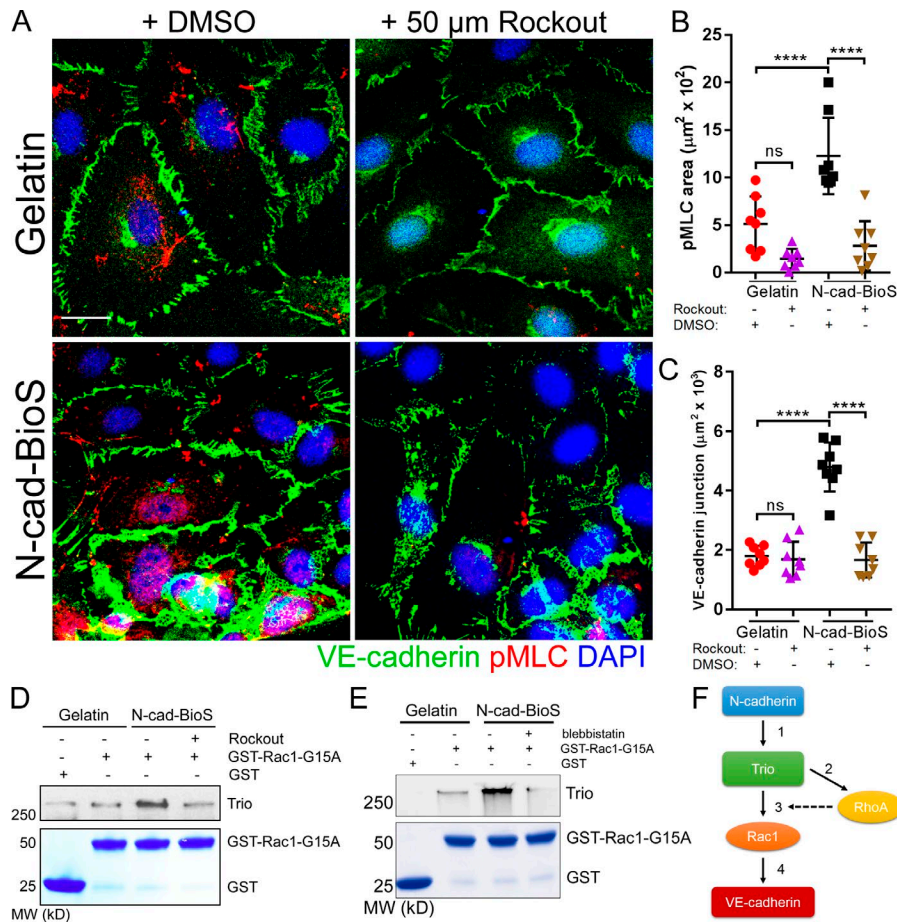 A
+ DMSO
+ 50 µm Rockout
Gelatin
N-cad-BioS
VE-cadherin pMLC DAPI
B
pMLC area (µm² x 10²)
25
20
15
10
5
0
****
****
ns
Gelatin N-cad-BioS
Rockout: - + - +
DMSO: + - + -
C
VE-cadherin junction (µm² x 10³)
6
4
2
0
****
****
ns
Gelatin N-cad-BioS
Rockout: - + - +
DMSO: + - + -
D
Gelatin N-cad-BioS
- - - + Rockout
- + + + GST-Rac1-G15A
+ - - - GST
250
Trio
50
GST-Rac1-G15A
25
GST
MW (kD)
E
Gelatin N-cad-BioS
- - - + blebbistatin
- + + + GST-Rac1-G15A
+ - - - GST
250
Trio
50
GST-Rac1-G15A
25
GST
MW (kD)
F
N-cadherin
1
Trio
2
RhoA
3
Rac1
4
VE-cadherin